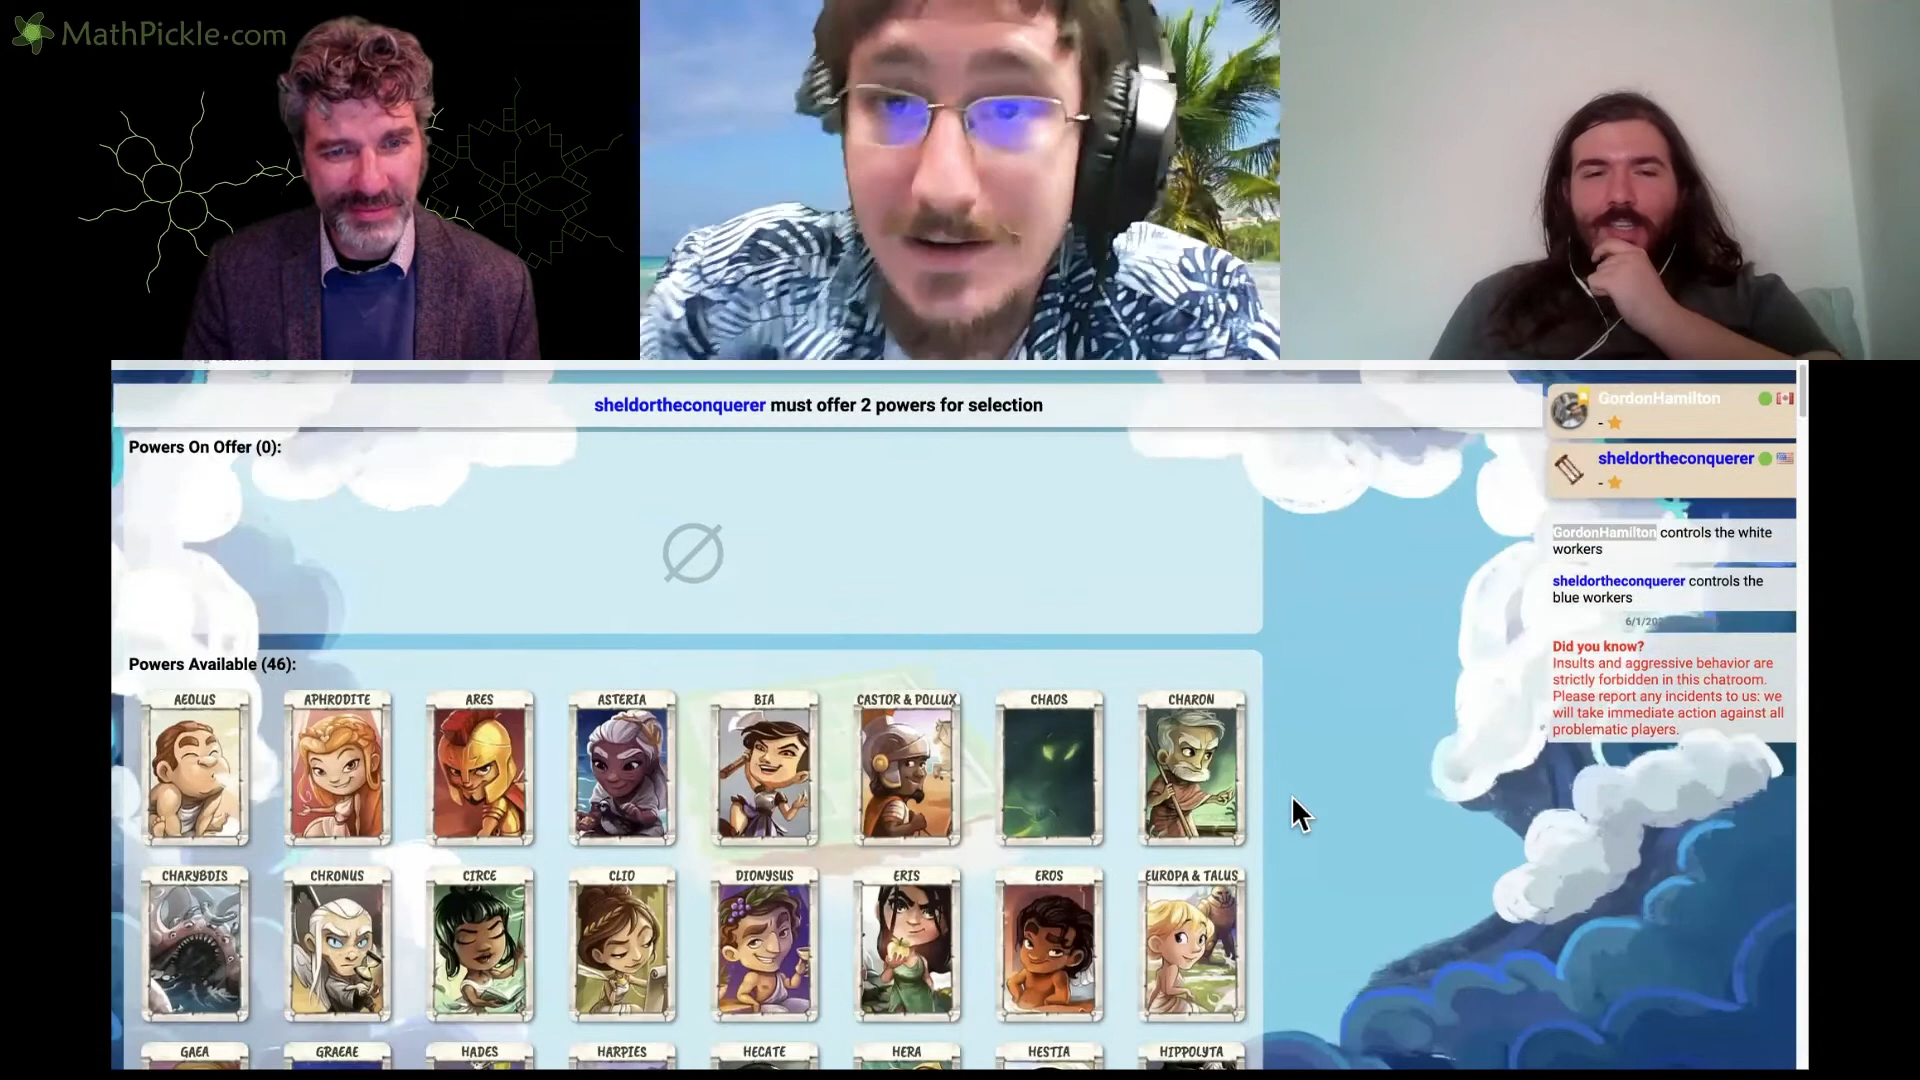 MathPickle.com
sheldortheconquerer must offer 2 powers for selection
GordonHamilton
-
Powers On Offer (0):
sheldortheconquerer
-
GordonHamilton controls the white
workers
sheldortheconquerer controls the
blue workers
Did you know?
Insults and aggressive behavior are
strictly forbidden in this chatroom.
Please report any incidents to us: we
will take immediate action against all
problematic players.
Powers Available (46):
AEOLUS APHRODITE ARES ASTERIA BIA CASTOR & POLLUX CHAOS CHARON
CHARYBDIS CHRONUS CIRCE CLIO DIONYSUS ERIS EROS EUROPA & TALUS
GAEA GRAEAE HADES HARPIES HECATE HERA HESTIA HIPPOLYTA